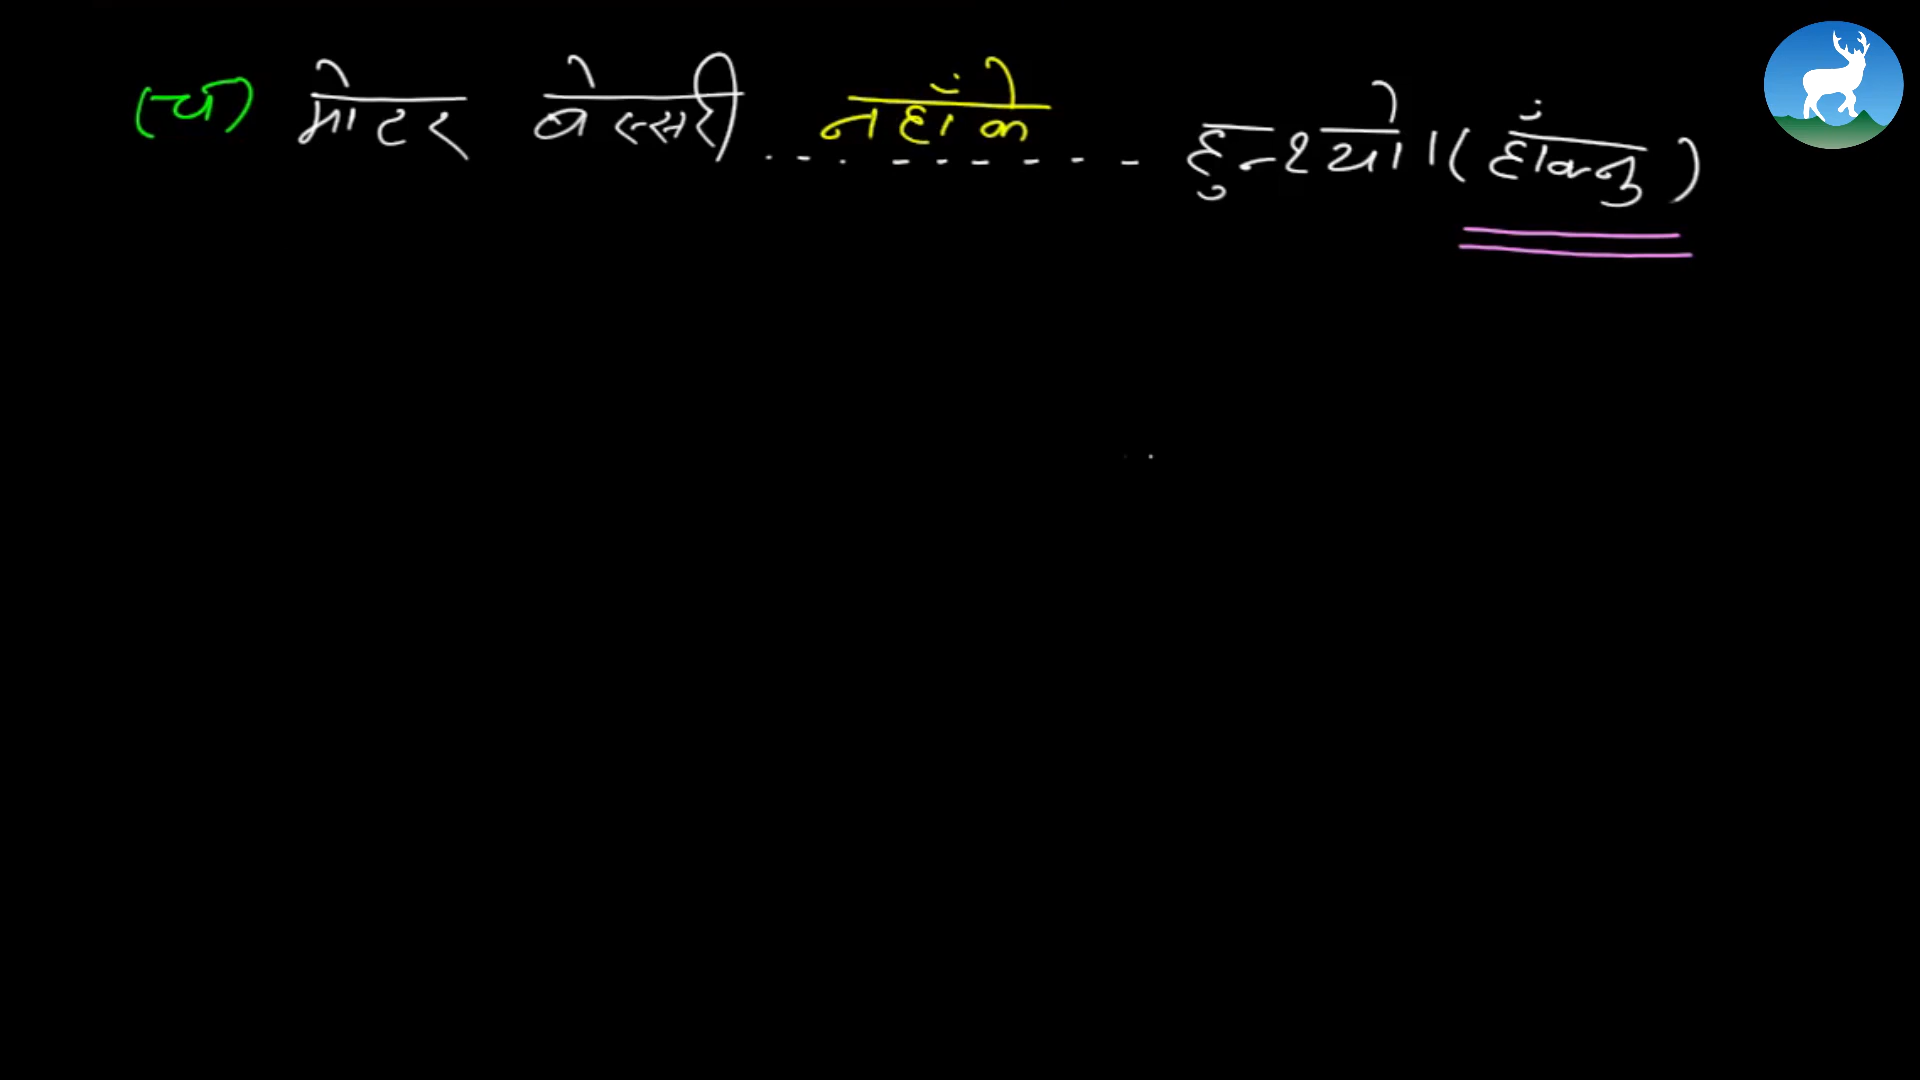 (च) मोटर बेस्सरी नहाँके .......... हुन्थ्यो। (हाँक्नु)